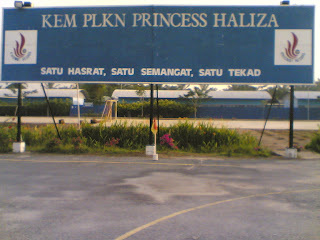 KEM PLKN PRINCESS HALIZA
SATU HASRAT, SATU SEMANGAT, SATU TEKAD